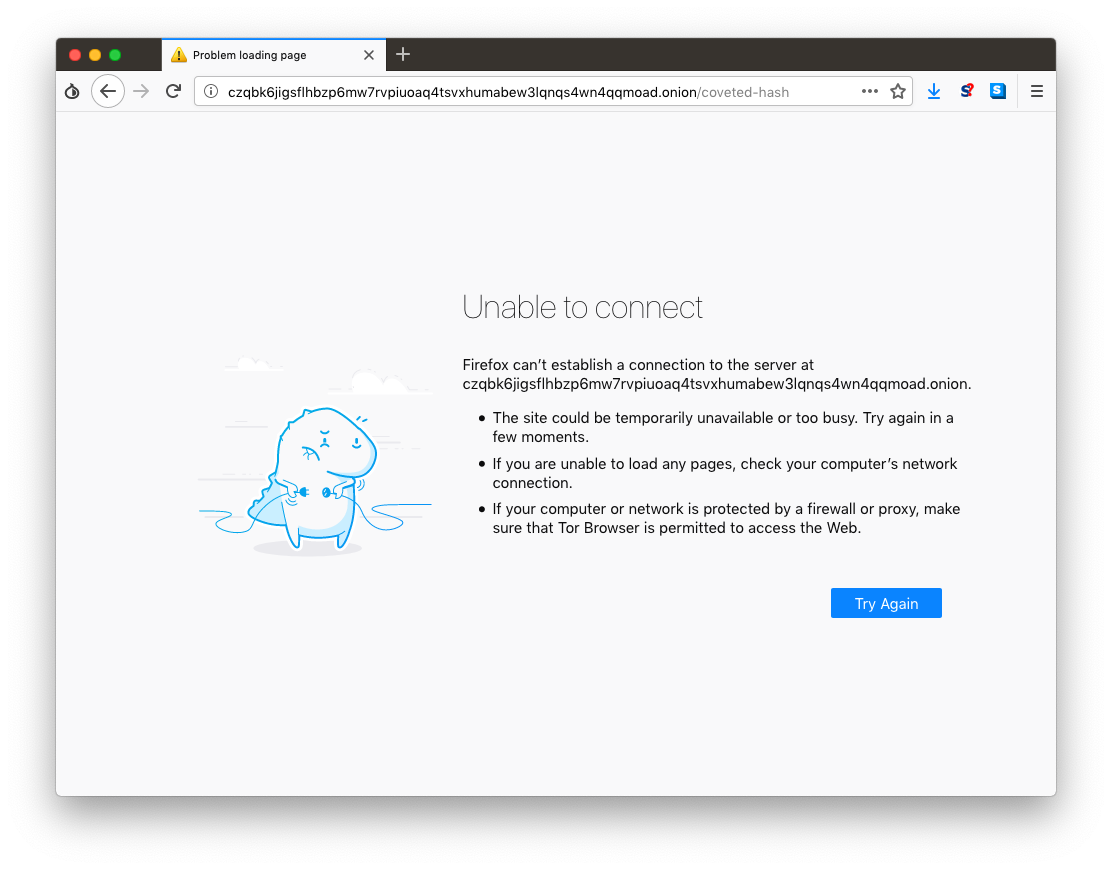 Problem loading page
czqbk6jigsflhbzp6mw7rvpiuoaq4tsvxhumabew3lqnqs4wn4qqmoad.onion/coveted-hash
S?
S
Unable to connect
Firefox can’t establish a connection to the server at
czqbk6jigsflhbzp6mw7rvpiuoaq4tsvxhumabew3lqnqs4wn4qqmoad.onion.
• The site could be temporarily unavailable or too busy. Try again in a
few moments.
• If you are unable to load any pages, check your computer’s network
connection.
• If your computer or network is protected by a firewall or proxy, make
sure that Tor Browser is permitted to access the Web.
Try Again